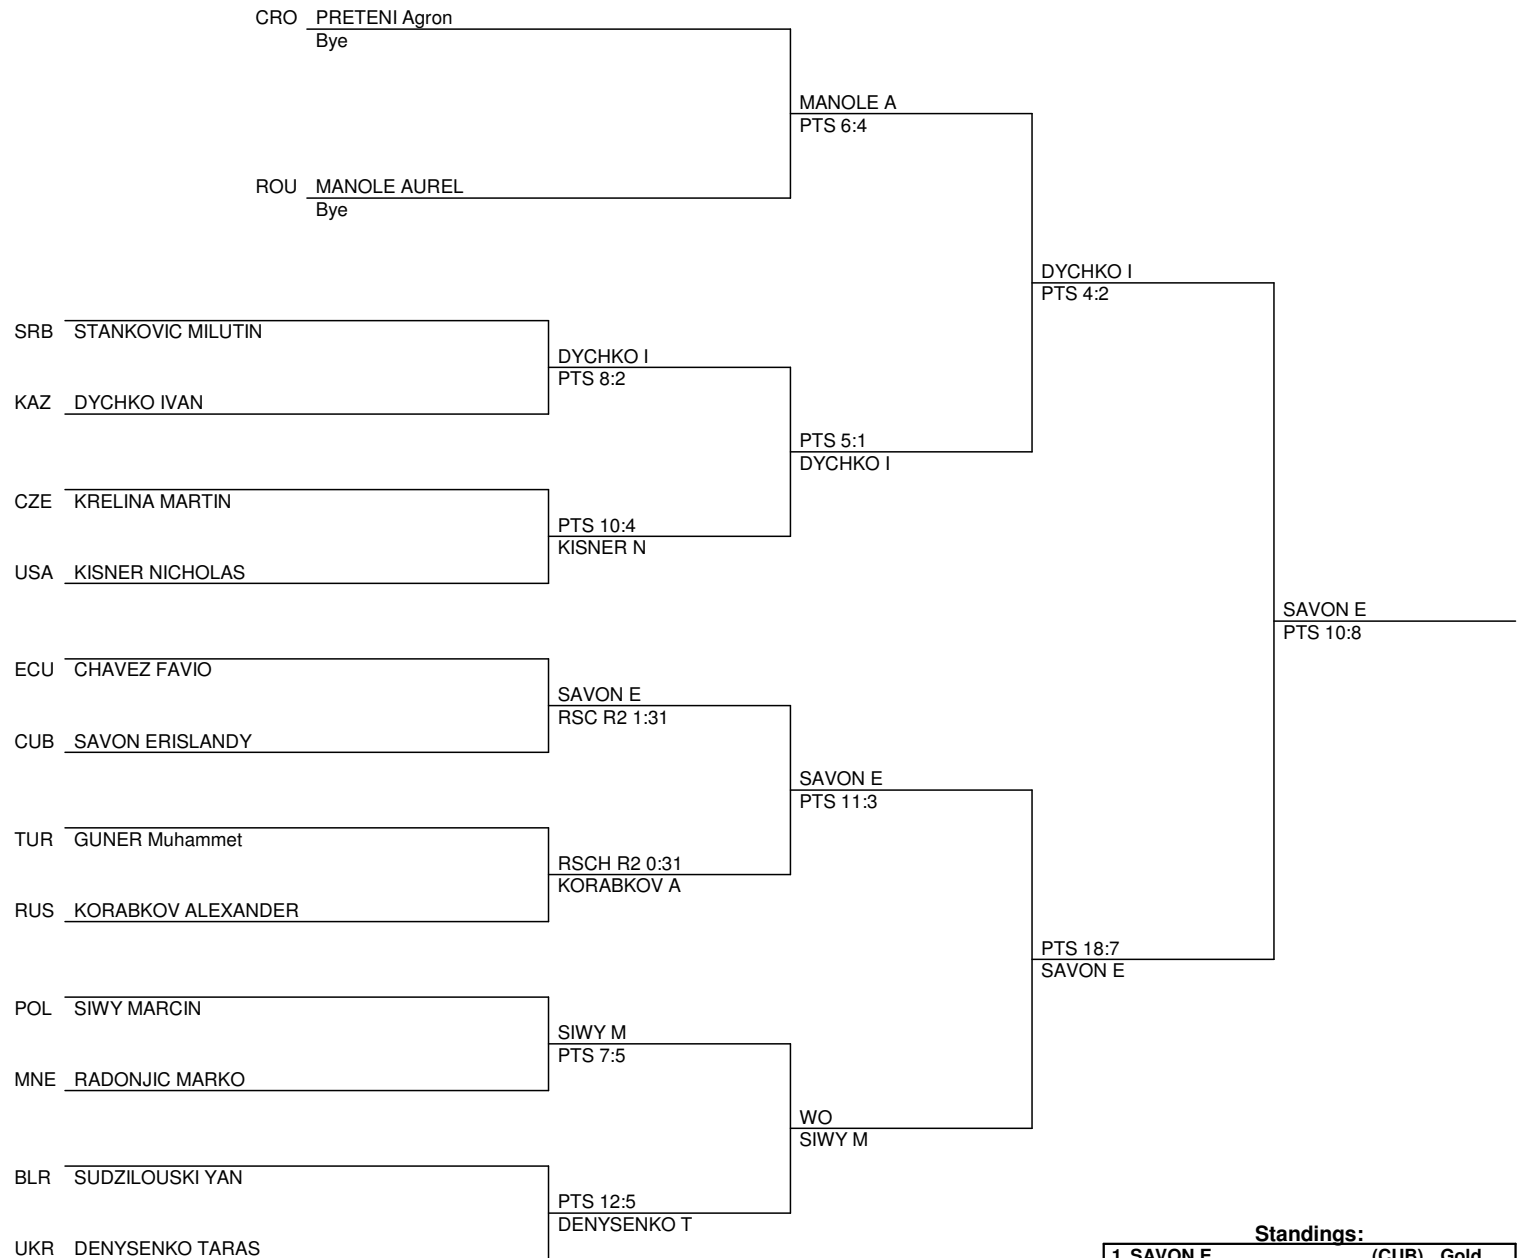 CRO PRETENI Agron
Bye
MANOLE A
PTS 6:4
ROU MANOLE AUREL
Bye
DYCHKO I
PTS 4:2
SRB STANKOVIC MILUTIN
DYCHKO I
PTS 8:2
KAZ DYCHKO IVAN
PTS 5:1
DYCHKO I
CZE KRELINA MARTIN
PTS 10:4
KISNER N
USA KISNER NICHOLAS
SAVON E
PTS 10:8
ECU CHAVEZ FAVIO
SAVON E
RSC R2 1:31
CUB SAVON ERISLANDY
SAVON E
PTS 11:3
TUR GUNER Muhammet
RSCH R2 0:31
KORABKOV A
RUS KORABKOV ALEXANDER
PTS 18:7
SAVON E
POL SIWY MARCIN
SIWY M
PTS 7:5
MNE RADONJIC MARKO
WO
SIWY M
BLR SUDZILOUSKI YAN
PTS 12:5
DENYSENKO T
UKR DENYSENKO TARAS
Standings:
1 SAVON E (CUB) Gold